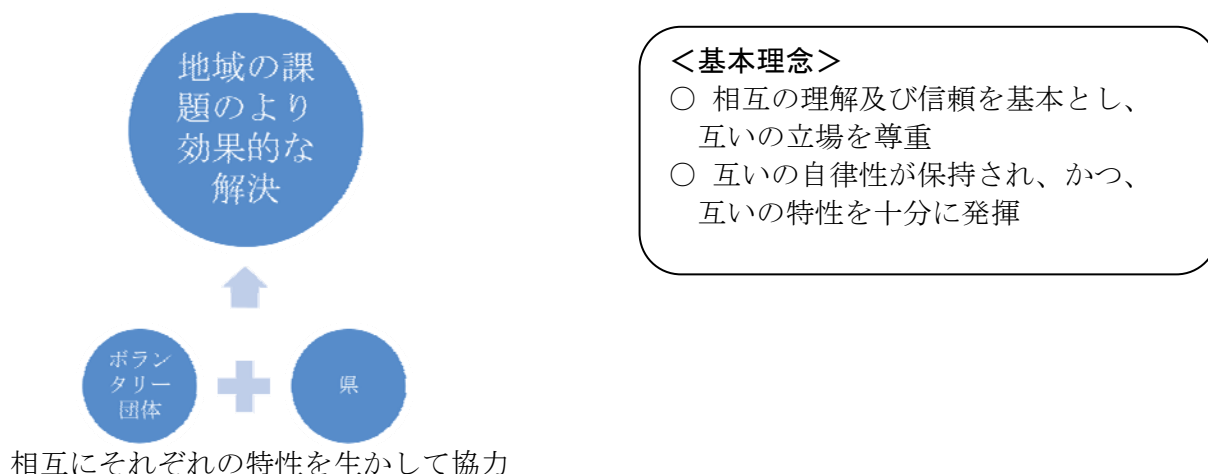 地域の課
題のより
効果的な
解決
ボラン
タリー
団体
県
相互にそれぞれの特性を生かして協力
＜基本理念＞
○ 相互の理解及び信頼を基本とし、
互いの立場を尊重
○ 互いの自律性が保持され、かつ、
互いの特性を十分に発揮